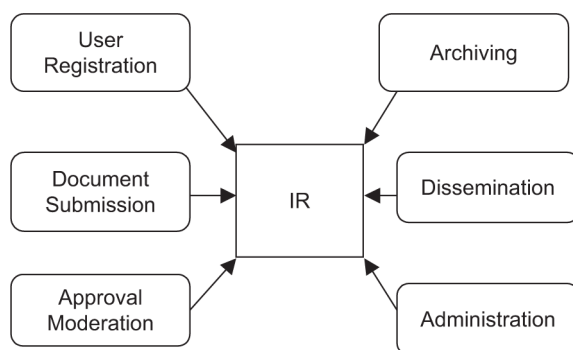 User
Registration
Archiving
Document
Submission
IR
Dissemination
Approval
Moderation
Administration